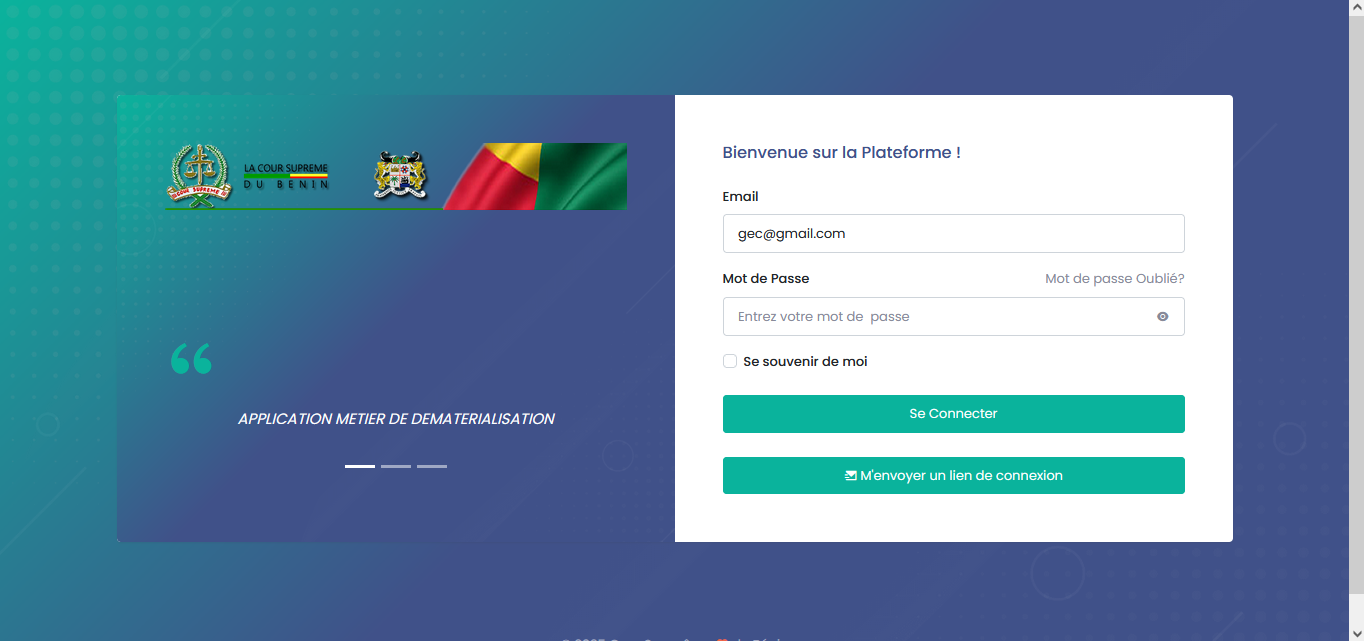 LA COUR SUPREME
DU BENIN
COUR SUPREME
APPLICATION METIER DE DEMATERIALISATION
Bienvenue sur la Plateforme !
Email
gec@gmail.com
Mot de Passe
Mot de passe Oublié?
Entrez votre mot de passe
Se souvenir de moi
Se Connecter
M'envoyer un lien de connexion